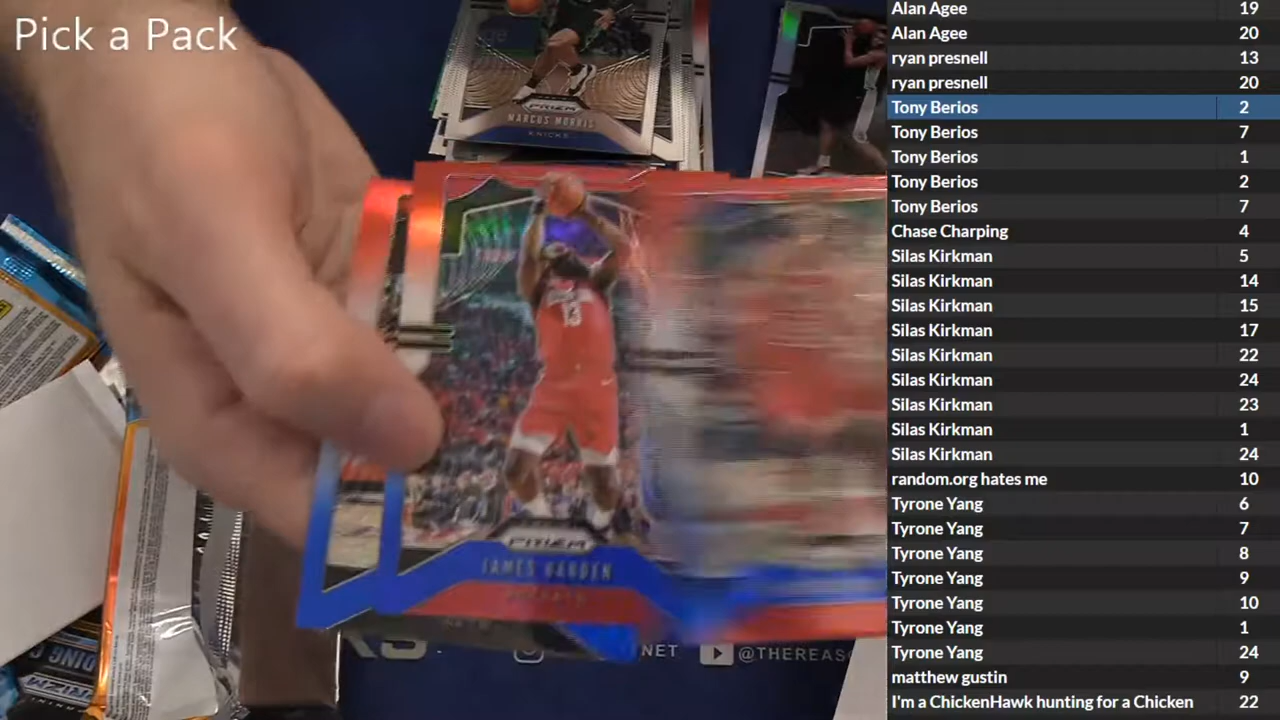 Pick a Pack
PRIZM
MARCUS MORRIS
KNICKS
PRIZM
JAMES HARDEN
NET
@THEREAS
Alan Agee 19
Alan Agee 20
ryan presnell 13
ryan presnell 20
Tony Berios 2
Tony Berios 7
Tony Berios 1
Tony Berios 2
Tony Berios 7
Chase Charping 4
Silas Kirkman 5
Silas Kirkman 14
Silas Kirkman 15
Silas Kirkman 17
Silas Kirkman 22
Silas Kirkman 24
Silas Kirkman 23
Silas Kirkman 1
Silas Kirkman 24
random.org hates me 10
Tyrone Yang 6
Tyrone Yang 7
Tyrone Yang 8
Tyrone Yang 9
Tyrone Yang 10
Tyrone Yang 1
Tyrone Yang 24
matthew gustin 9
I'm a ChickenHawk hunting for a Chicken 22